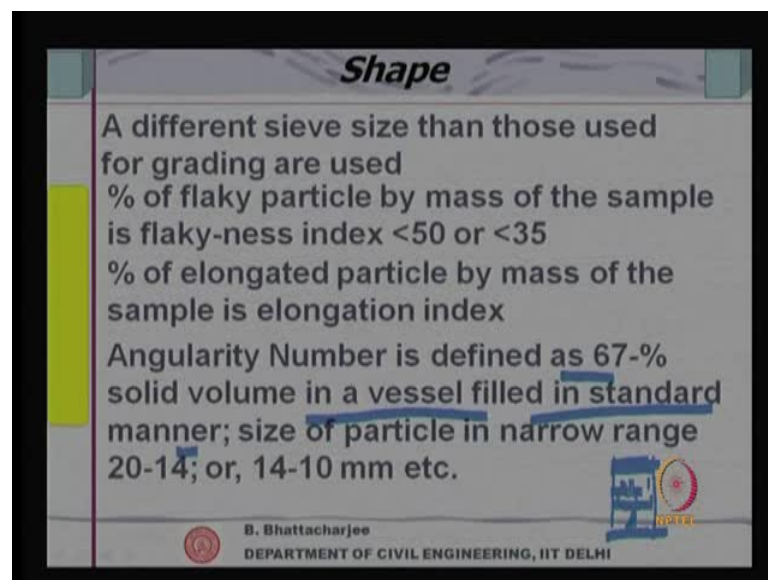 Shape
A different sieve size than those used
for grading are used
% of flaky particle by mass of the sample
is flaky-ness index <50 or <35
% of elongated particle by mass of the
sample is elongation index
Angularity Number is defined as 67-%
solid volume in a vessel filled in standard
manner; size of particle in narrow range
20-14; or, 14-10 mm etc.
NPTEL
B. Bhattacharjee
DEPARTMENT OF CIVIL ENGINEERING, IIT DELHI